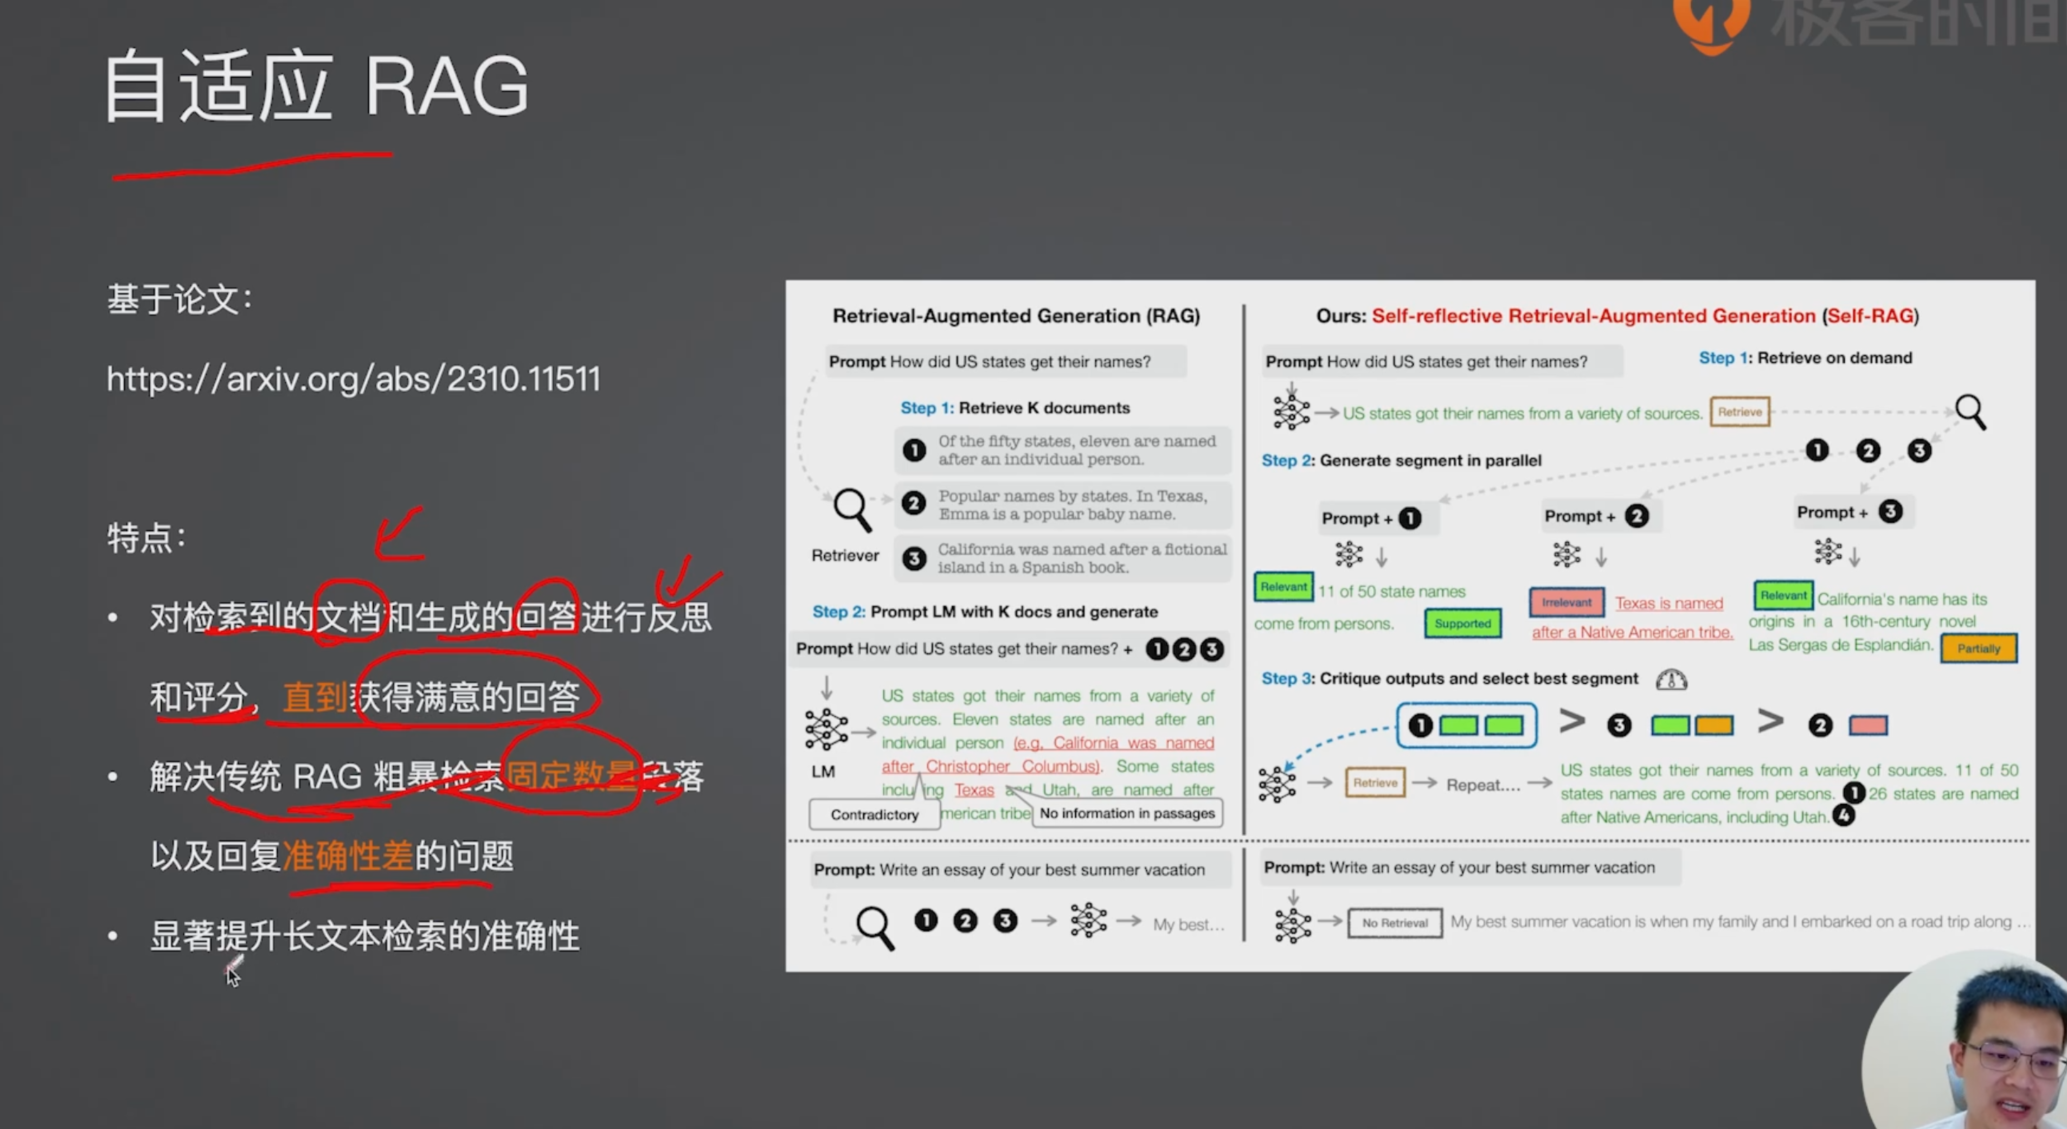 极客时间
自适应 RAG
基于论文：
https://arxiv.org/abs/2310.11511
特点：
• 对检索到的文档和生成的回答进行反思
和评分，直到获得满意的回答
• 解决传统 RAG 粗暴检索固定数量段落
以及回复准确性差的问题
• 显著提升长文本检索的准确性
Retrieval-Augmented Generation (RAG)
Prompt How did US states get their names?
Step 1: Retrieve K documents
1 Of the fifty states, eleven are named
after an individual person.
2 Popular names by states. In Texas,
Emma is a popular baby name.
Retriever
3 California was named after a fictional
island in a Spanish book.
Step 2: Prompt LM with K docs and generate
Prompt How did US states get their names? + 1 2 3
LM
US states got their names from a variety of
sources. Eleven states are named after an
individual person (e.g, California was named
after Christopher Columbus). Some states
including Texas and Utah, are named after
merican tribe
Contradictory
No information in passages
Prompt: Write an essay of your best summer vacation
1 2 3
My best...
Ours: Self-reflective Retrieval-Augmented Generation (Self-RAG)
Prompt How did US states get their names?
Step 1: Retrieve on demand
US states got their names from a variety of sources. Retrieve
1 2 3
Step 2: Generate segment in parallel
Prompt + 1
Prompt + 2
Prompt + 3
Relevant 11 of 50 state names
come from persons. Supported
Irrelevant Texas is named
after a Native American tribe.
Relevant California's name has its
origins in a 16th-century novel
Las Sergas de Esplandián. Partially
Step 3: Critique outputs and select best segment
1 > 3 > 2
Retrieve
Repeat....
US states got their names from a variety of sources. 11 of 50
states names are come from persons. 1 26 states are named
after Native Americans, including Utah. 4
Prompt: Write an essay of your best summer vacation
No Retrieval
My best summer vacation is when my family and I embarked on a road trip along ...